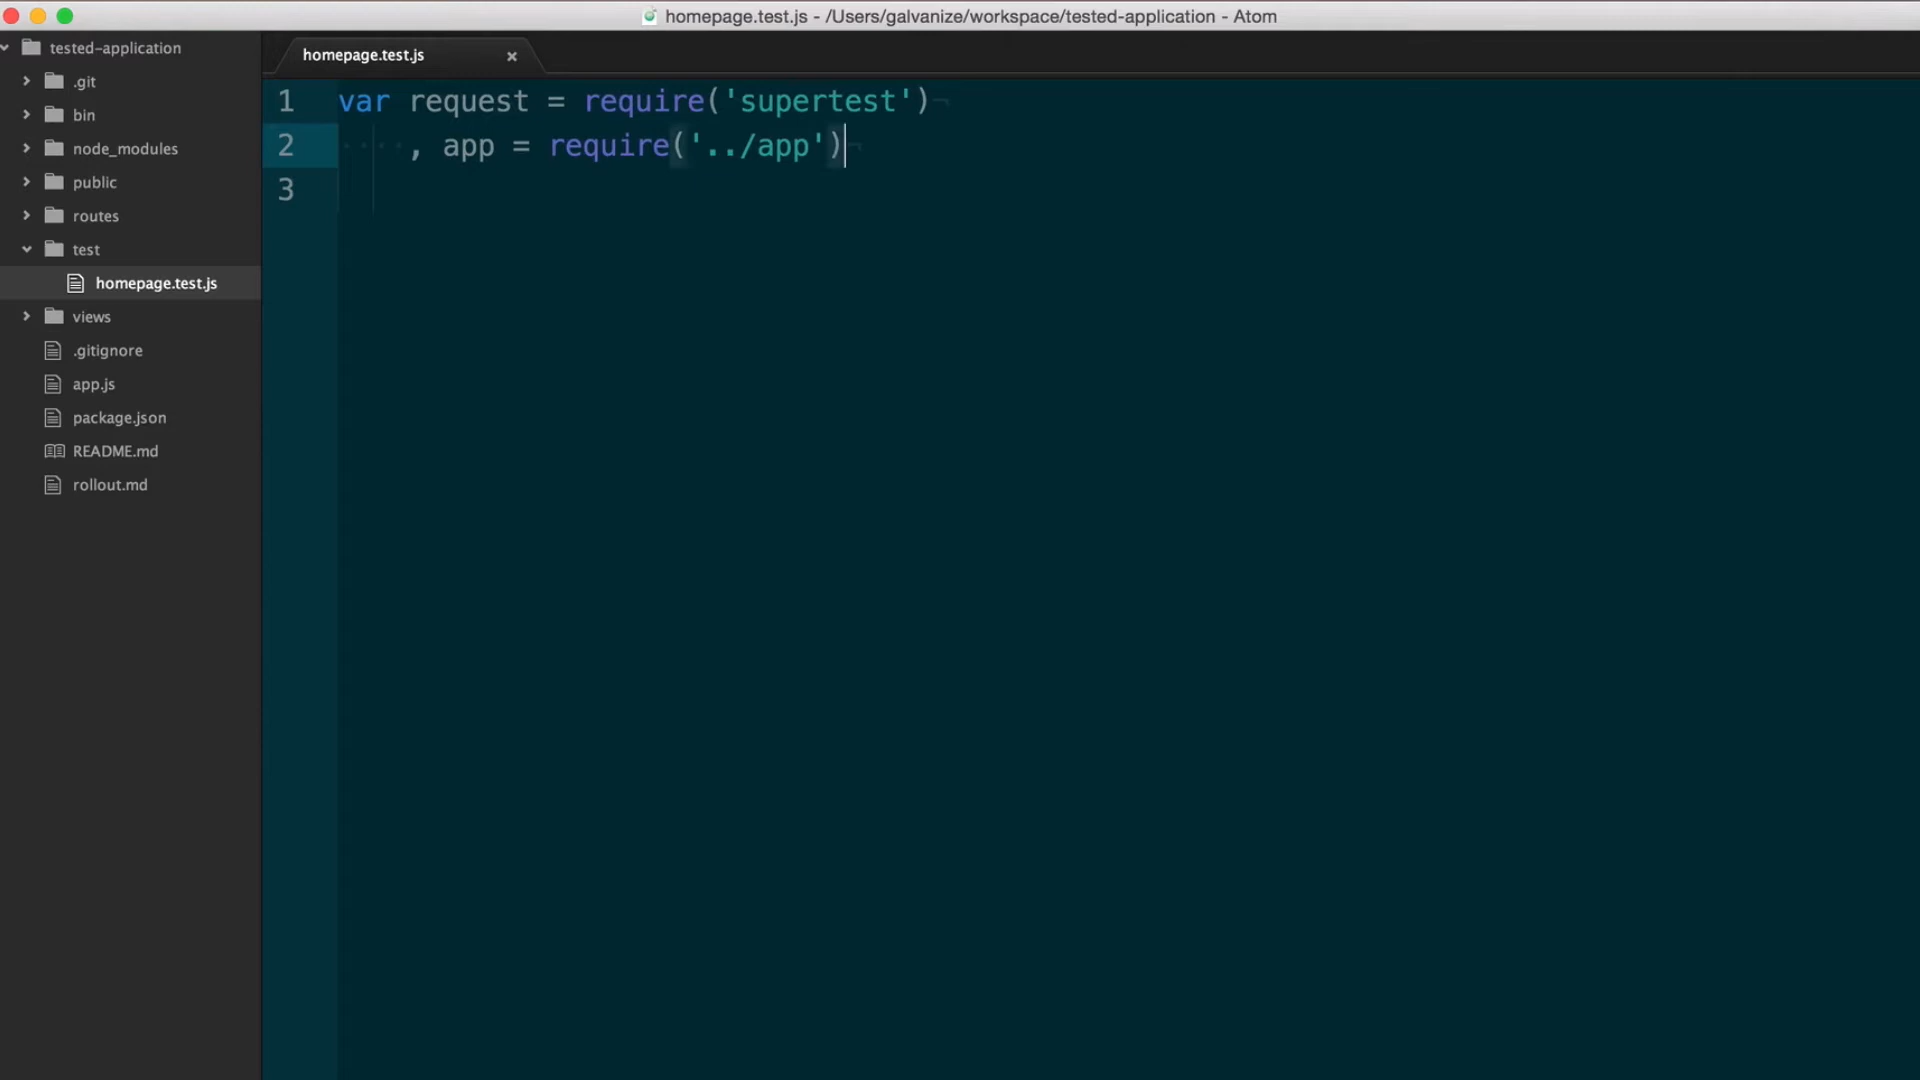 homepage.test.js - /Users/galvanize/workspace/tested-application - Atom
tested-application
.git
bin
node_modules
public
routes
test
homepage.test.js
views
.gitignore
app.js
package.json
README.md
rollout.md
homepage.test.js
1 var request = require('supertest')
2 , app = require('../app')
3